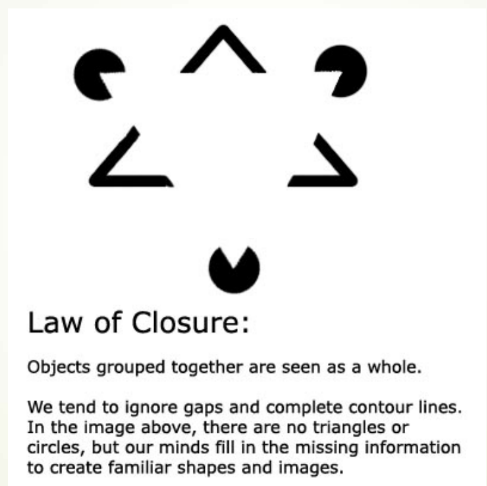 Law of Closure:
Objects grouped together are seen as a whole.
We tend to ignore gaps and complete contour lines.
In the image above, there are no triangles or
circles, but our minds fill in the missing information
to create familiar shapes and images.